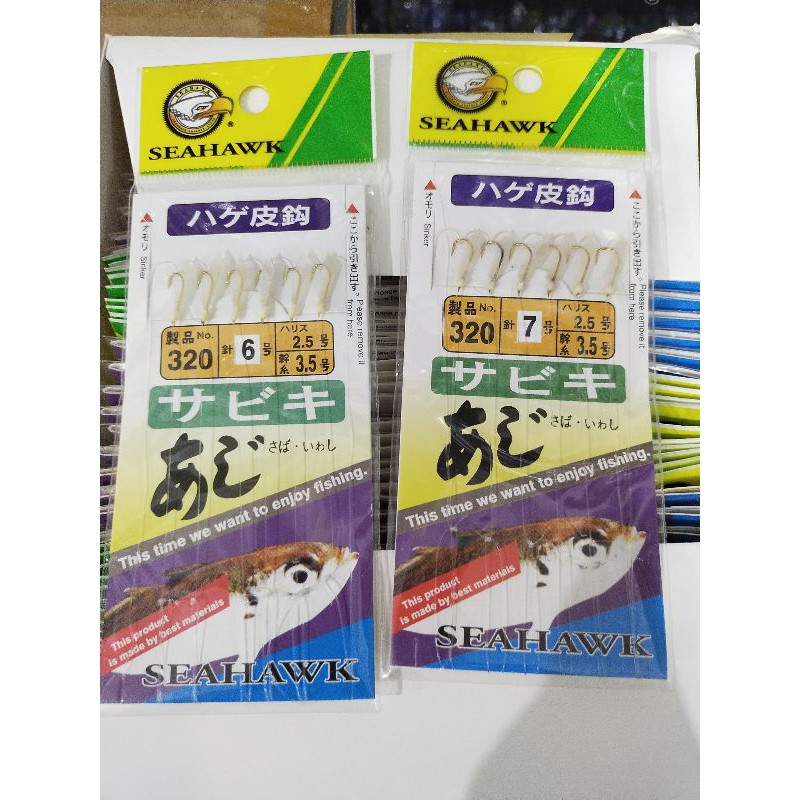 SEAHAWK
ハゲ皮鈎
オモリ Sinker
ここから引き出す。
Please remove it from here
製品No.
320
針 6 号
ハリス
2.5号
幹糸 3.5号
サビキ
あじ
さば・いわし
This time we want to enjoy fishing.
This product
is made by best materials
SEAHAWK
SEAHAWK
ハゲ皮鈎
オモリ Sinker
ここから引き出す。
Please remove it from here
製品No.
320
針 7 号
ハリス
2.5号
幹糸 3.5号
サビキ
あじ
さば・いわし
This time we want to enjoy fishing.
This product
is made by best materials
SEAHAWK